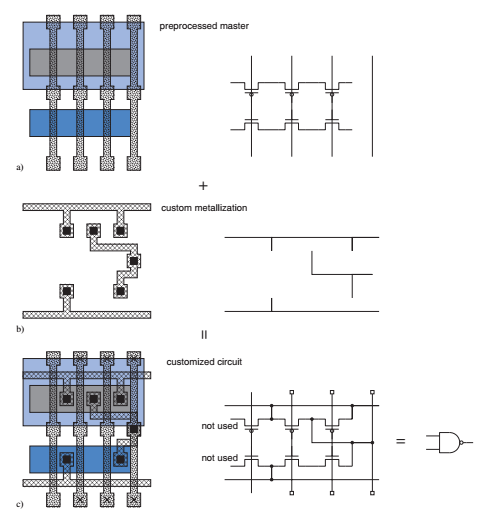 preprocessed master
a)
+
custom metallization
b)
=
customized circuit
not used
not used
=
c)